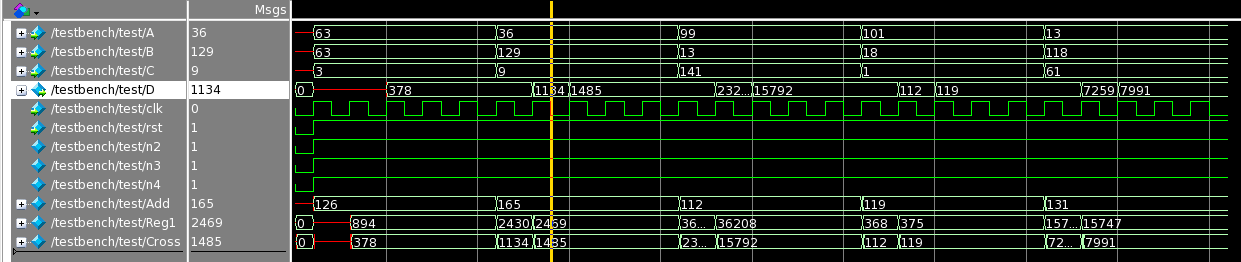 Msgs
/testbench/test/A 36 63 36 99 101 13
/testbench/test/B 129 63 129 13 18 118
/testbench/test/C 9 3 9 141 1 61
/testbench/test/D 1134 0 378 1134 1485 232... 15792 112 119 7259 7991
/testbench/test/clk 0
/testbench/test/rst 1
/testbench/test/n2 1
/testbench/test/n3 1
/testbench/test/n4 1
/testbench/test/Add 165 126 165 112 119 131
/testbench/test/Reg1 2469 0 894 2430 2469 36... 36208 368 375 157... 15747
/testbench/test/Cross 1485 0 378 1134 1485 23... 15792 112 119 72... 7991